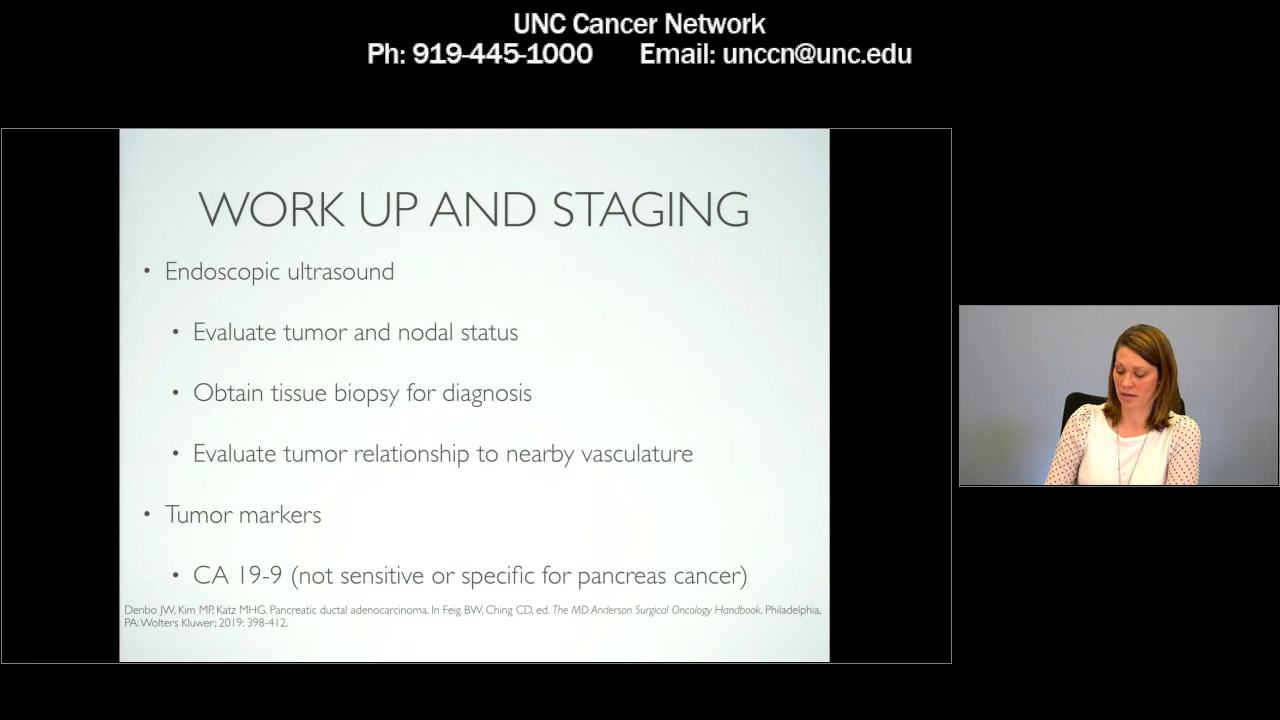 UNC Cancer Network
Ph: 919-445-1000 Email: unccn@unc.edu
WORK UP AND STAGING
• Endoscopic ultrasound
• Evaluate tumor and nodal status
• Obtain tissue biopsy for diagnosis
• Evaluate tumor relationship to nearby vasculature
• Tumor markers
• CA 19-9 (not sensitive or specific for pancreas cancer)
Denbo JW, Kim MP, Katz MHG. Pancreatic ductal adenocarcinoma. In Feig BW, Ching CD, ed. The MD Anderson Surgical Oncology Handbook. Philadelphia,
PA: Wolters Kluwer; 2019: 398-412.